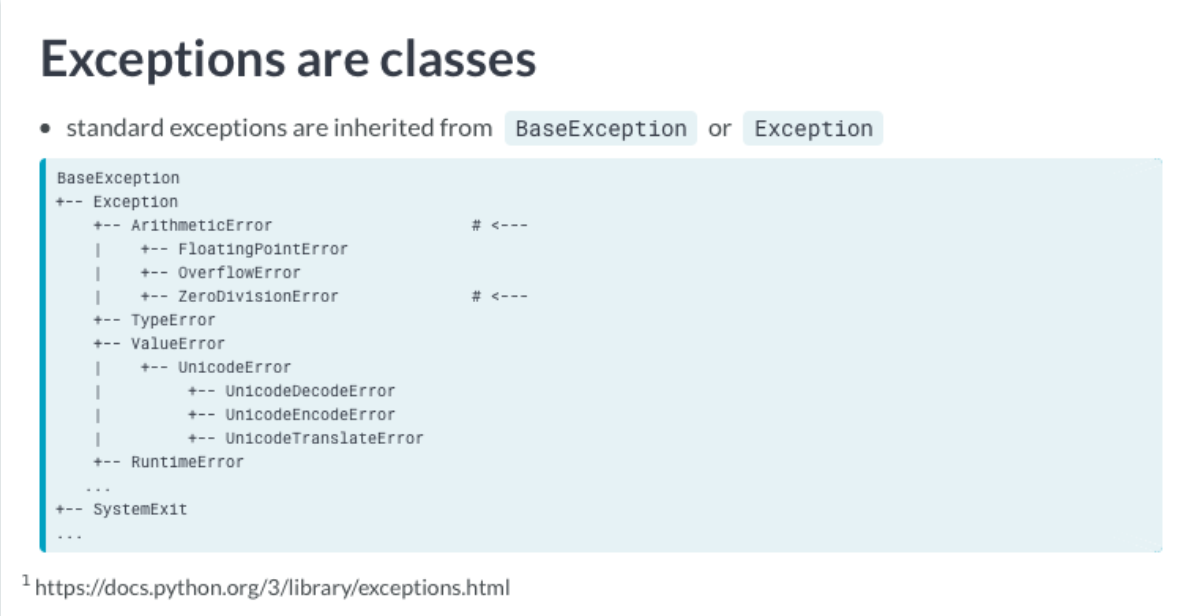 Exceptions are classes
• standard exceptions are inherited from BaseException or Exception
BaseException
+-- Exception
    +-- ArithmeticError                     # <---
    |    +-- FloatingPointError
    |    +-- OverflowError
    |    +-- ZeroDivisionError              # <---
    +-- TypeError
    +-- ValueError
    |    +-- UnicodeError
    |         +-- UnicodeDecodeError
    |         +-- UnicodeEncodeError
    |         +-- UnicodeTranslateError
    +-- RuntimeError
   ...
+-- SystemExit
...
1 https://docs.python.org/3/library/exceptions.html